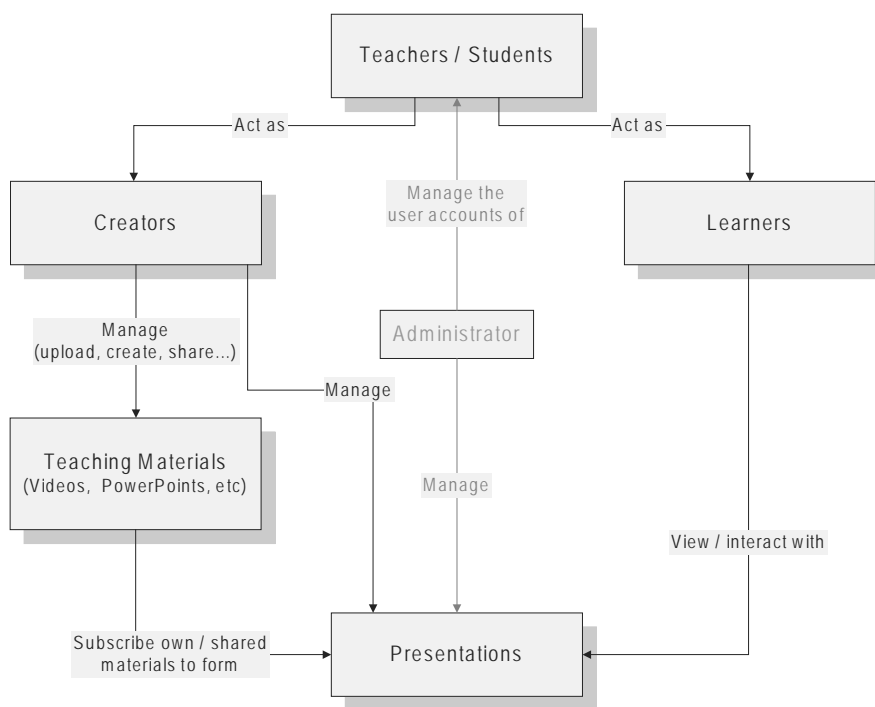 Teachers / Students
Act as
Act as
Manage the
user accounts of
Creators
Learners
Manage
(upload, create, share...)
Administrator
Manage
Teaching Materials
(Videos, PowerPoints, etc)
Manage
View / interact with
Subscribe own / shared
materials to form
Presentations